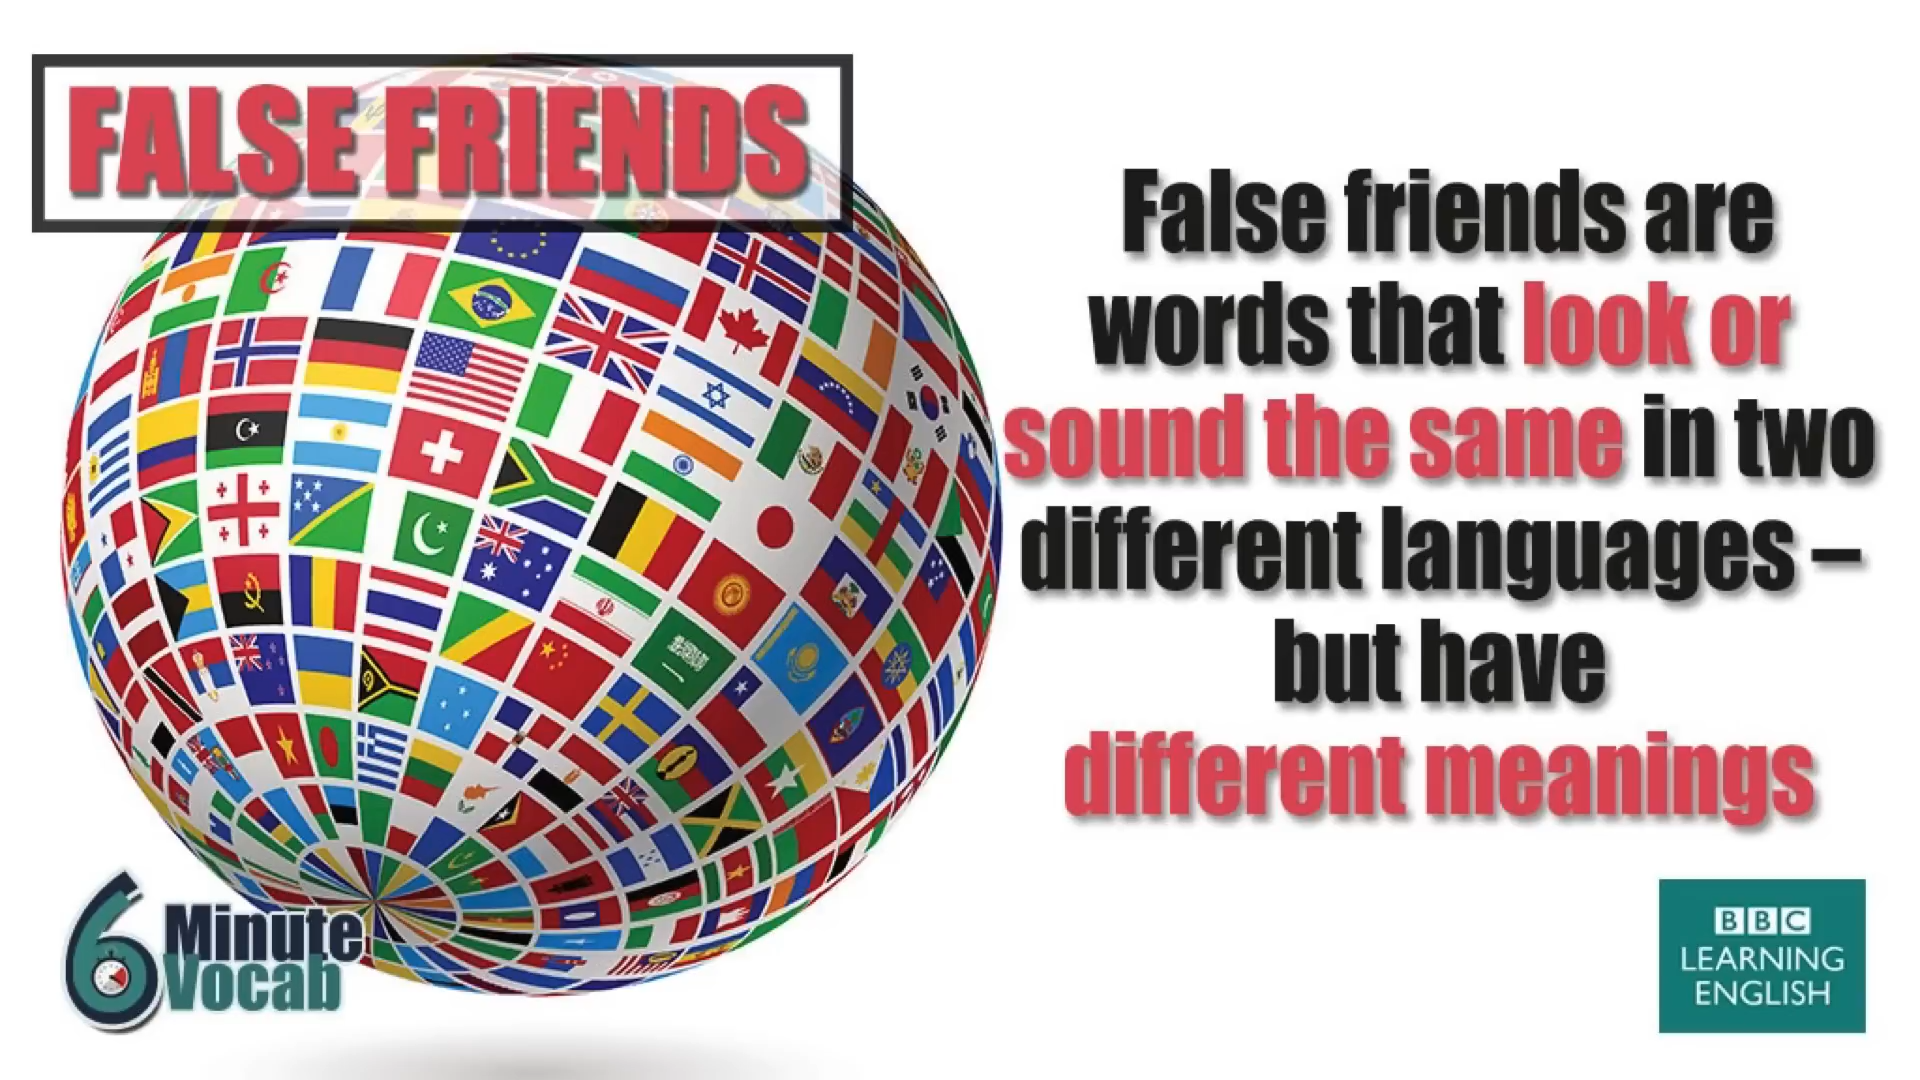 FALSE FRIENDS
False friends are
words that look or
sound the same in two
different languages –
but have
different meanings
6 Minute
Vocab
BBC
LEARNING
ENGLISH